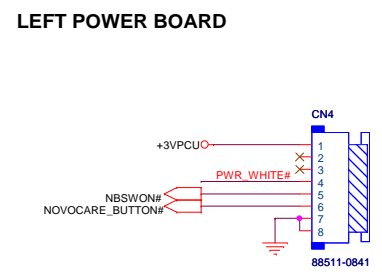 LEFT POWER BOARD
CN4
+3VPCU
1
2
3
PWR_WHITE#
4
NBSWON#
5
NOVOCARE_BUTTON#
6
7
8
88511-0841